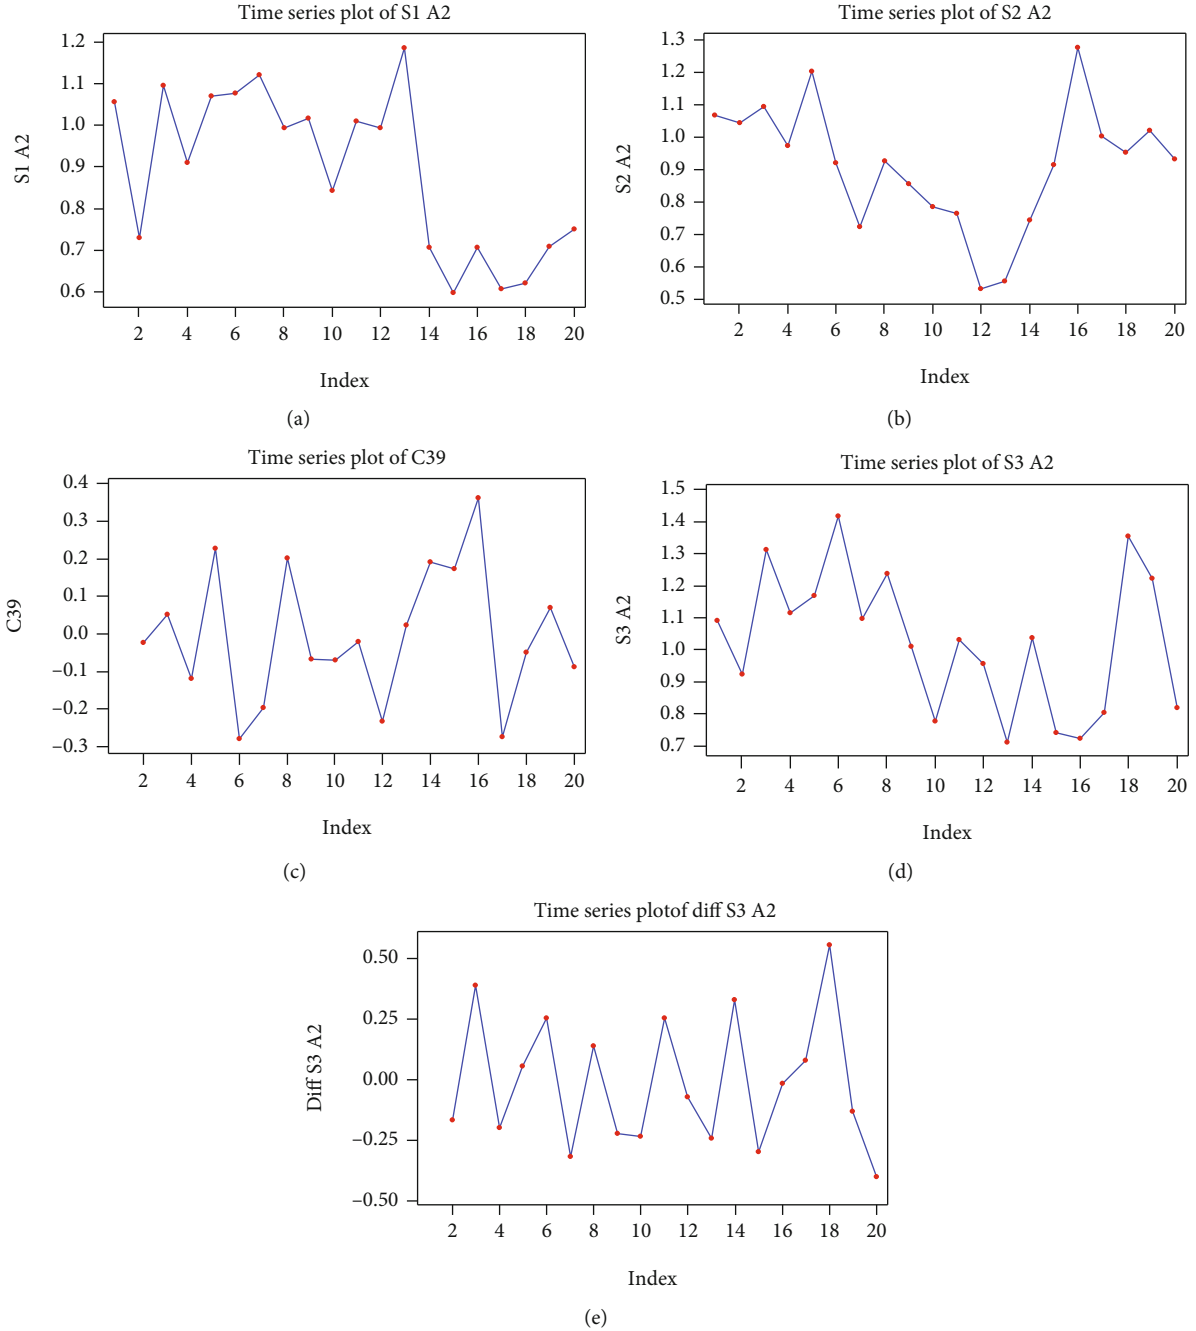 Time series plot of S1 A2
S1 A2
1.2
1.1
1.0
0.9
0.8
0.7
0.6
2 4 6 8 10 12 14 16 18 20
Index
(a)
Time series plot of S2 A2
S2 A2
1.3
1.2
1.1
1.0
0.9
0.8
0.7
0.6
0.5
2 4 6 8 10 12 14 16 18 20
Index
(b)
Time series plot of C39
C39
0.4
0.3
0.2
0.1
0.0
−0.1
−0.2
−0.3
2 4 6 8 10 12 14 16 18 20
Index
(c)
Time series plot of S3 A2
S3 A2
1.5
1.4
1.3
1.2
1.1
1.0
0.9
0.8
0.7
2 4 6 8 10 12 14 16 18 20
Index
(d)
Time series plotof diff S3 A2
Diff S3 A2
0.50
0.25
0.00
−0.25
−0.50
2 4 6 8 10 12 14 16 18 20
Index
(e)